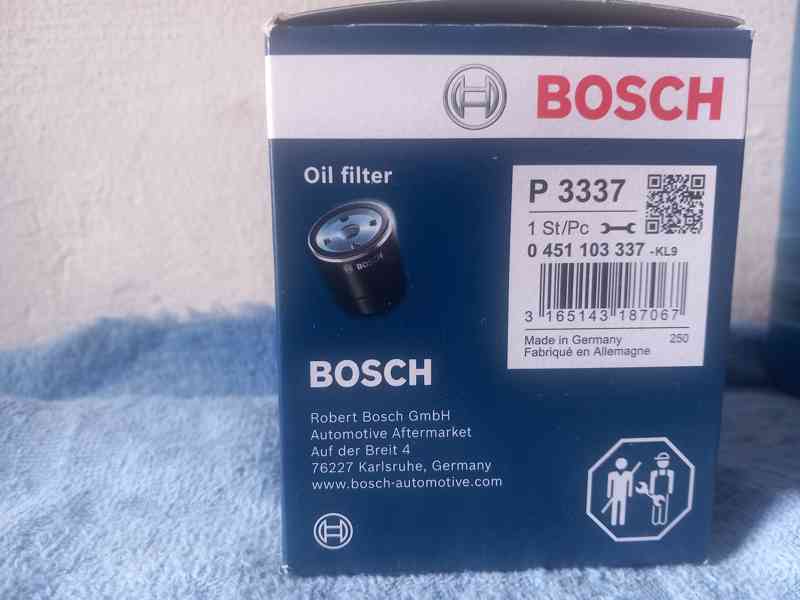 BOSCH
Oil filter
P 3337
1 St/Pc
0 451 103 337 -KL9
3 165143 187067
Made in Germany 250
Fabriqué en Allemagne
BOSCH
BOSCH
Robert Bosch GmbH
Automotive Aftermarket
Auf der Breit 4
76227 Karlsruhe, Germany
www.bosch-automotive.com